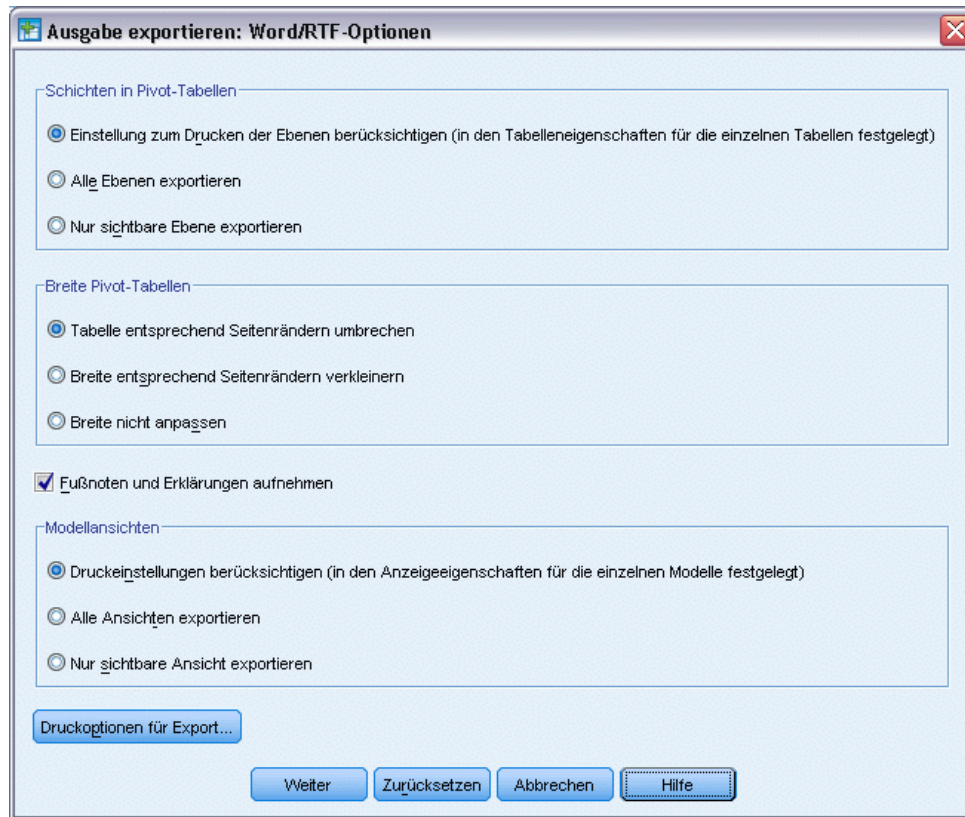 Ausgabe exportieren: Word/RTF-Optionen
Schichten in Pivot-Tabellen
Einstellung zum Drucken der Ebenen berücksichtigen (in den Tabelleneigenschaften für die einzelnen Tabellen festgelegt)
Alle Ebenen exportieren
Nur sichtbare Ebene exportieren
Breite Pivot-Tabellen
Tabelle entsprechend Seitenrändern umbrechen
Breite entsprechend Seitenrändern verkleinern
Breite nicht anpassen
Fußnoten und Erklärungen aufnehmen
Modellansichten
Druckeinstellungen berücksichtigen (in den Anzeigeeigenschaften für die einzelnen Modelle festgelegt)
Alle Ansichten exportieren
Nur sichtbare Ansicht exportieren
Druckoptionen für Export...
Weiter Zurücksetzen Abbrechen Hilfe